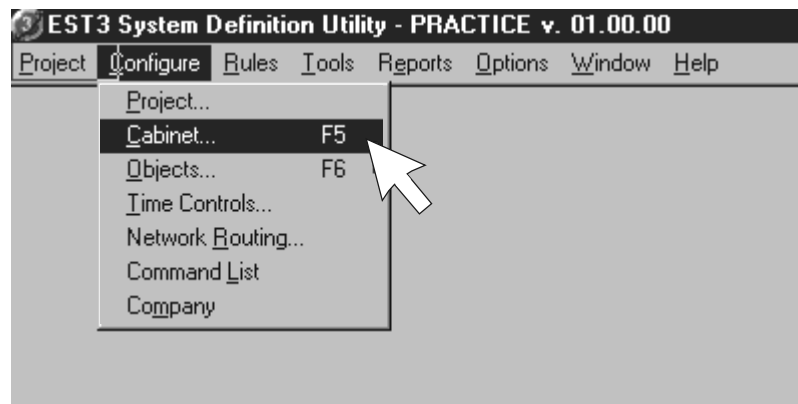 EST3 System Definition Utility - PRACTICE v. 01.00.00
Project Configure Rules Tools Reports Options Window Help
Project...
Cabinet... F5
Objects... F6
Time Controls...
Network Routing...
Command List
Company